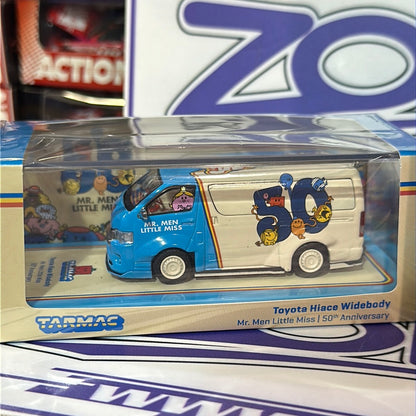 ACTION
ZO
MR. MEN
LITTLE MISS
MR. MEN
LITTLE MISS
50
TARMAC
Toyota Hiace Widebody
Mr. Men Little Miss | 50th Anniversary